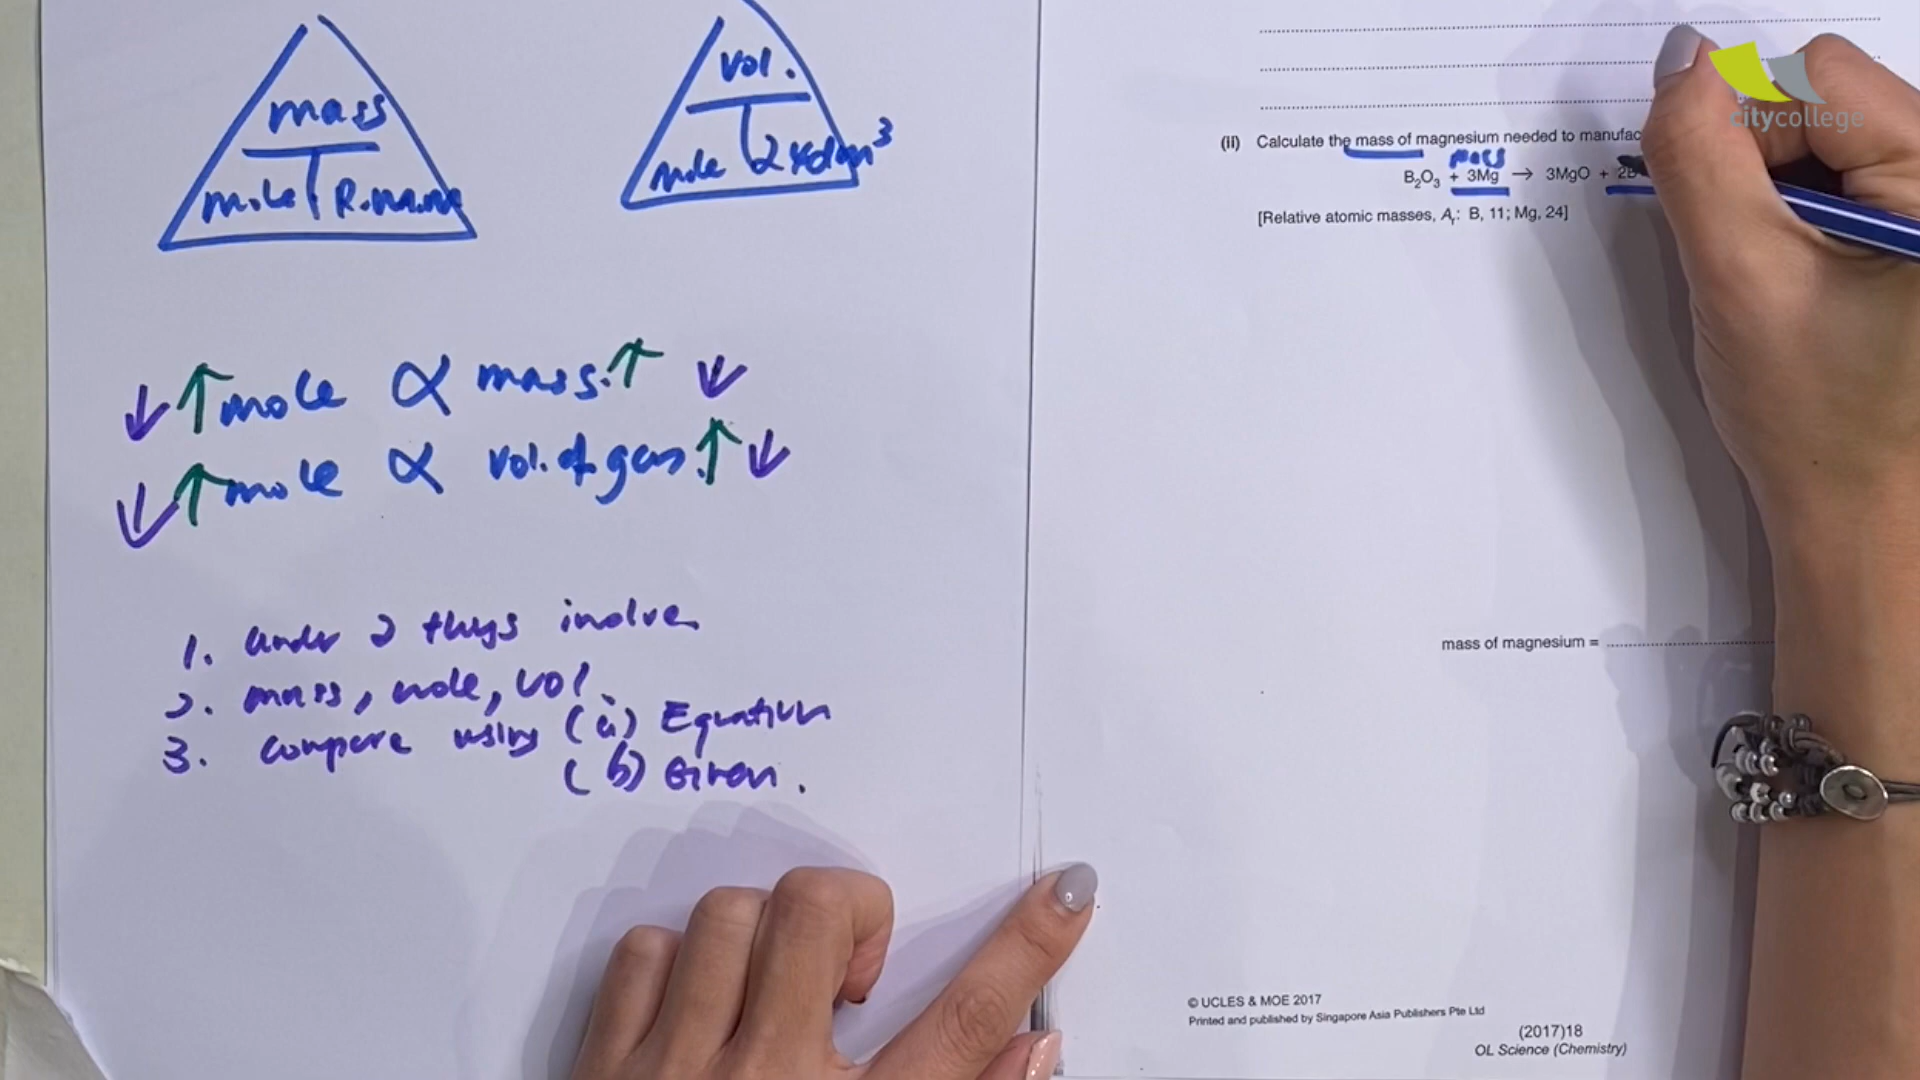 mass
mole R.mass
vol.
mole 24dm³
↓ ↑ mole ∝ mass. ↑ ↓
↓ ↑ mole ∝ vol. of gas. ↑ ↓
1. under 2 thigs inolve
2. mass, mole, vol.
3. compare using (a) Equation
(b) Given.
citycollege
(ii) Calculate the mass of magnesium needed to manufac
mass
B₂O₃ + 3Mg → 3MgO + 2B
[Relative atomic masses, Aᵣ: B, 11; Mg, 24]
mass of magnesium =
© UCLES & MOE 2017
Printed and published by Singapore Asia Publishers Pte Ltd
(2017)18
OL Science (Chemistry)